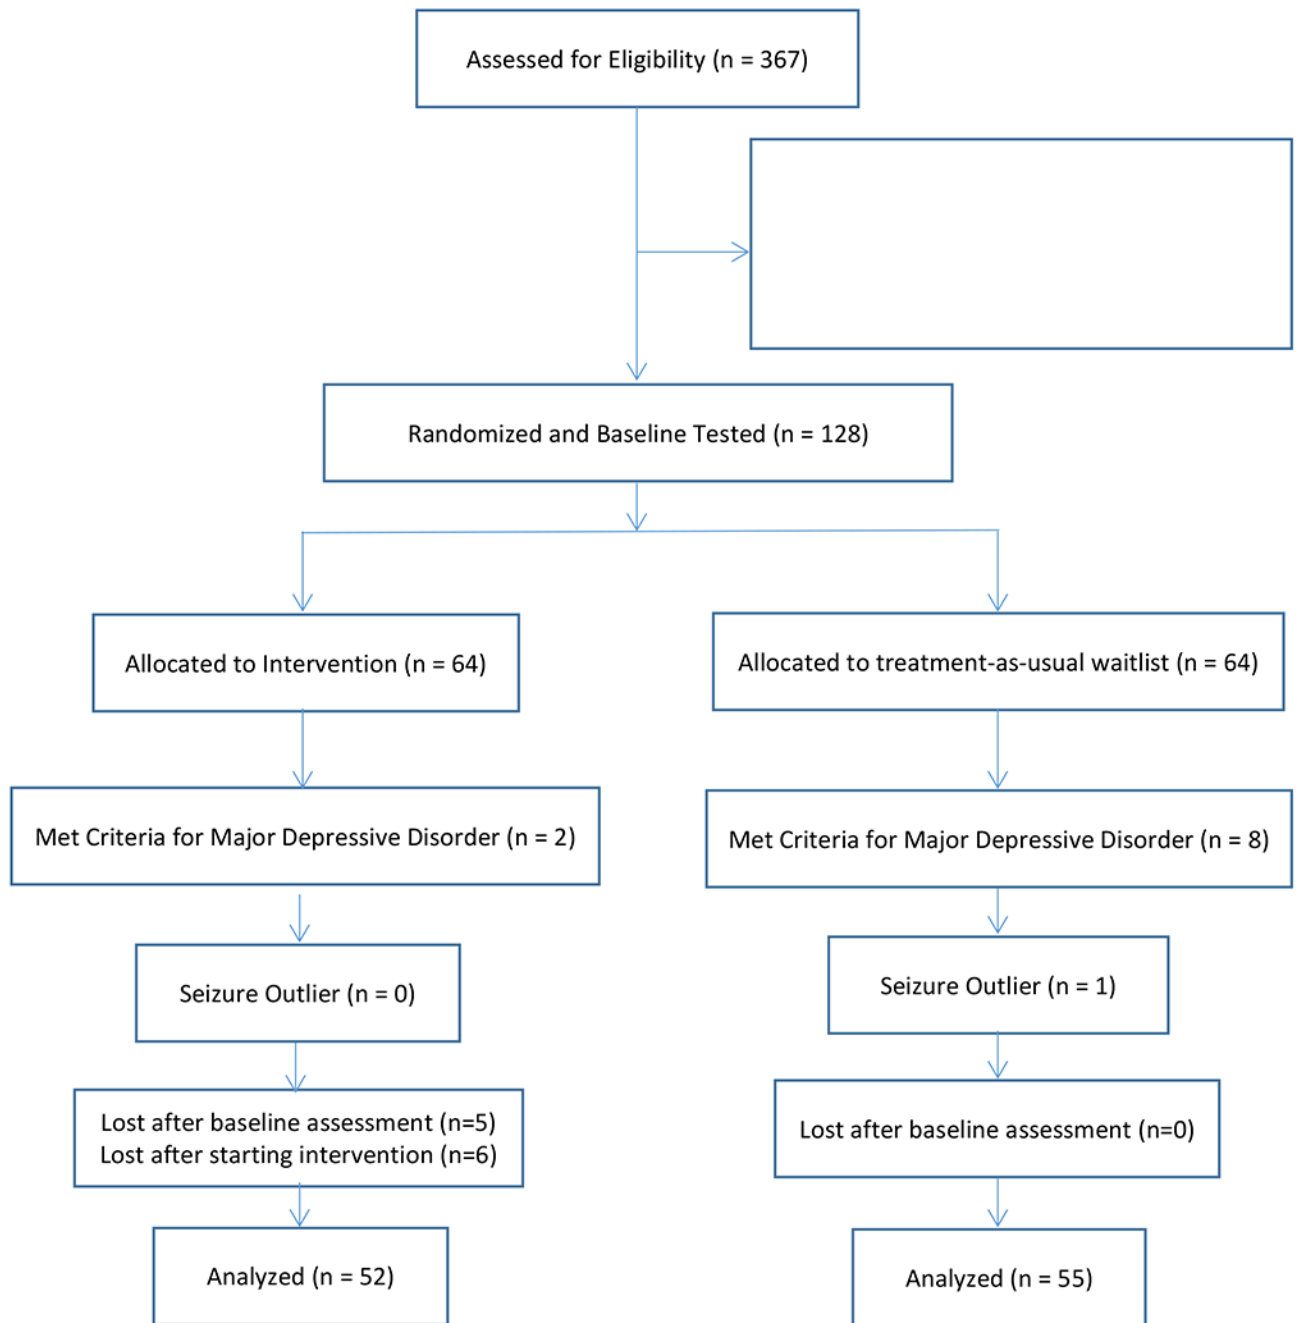 Assessed for Eligibility (n = 367)
Randomized and Baseline Tested (n = 128)
Allocated to Intervention (n = 64)
Allocated to treatment-as-usual waitlist (n = 64)
Met Criteria for Major Depressive Disorder (n = 2)
Met Criteria for Major Depressive Disorder (n = 8)
Seizure Outlier (n = 0)
Seizure Outlier (n = 1)
Lost after baseline assessment (n=5)
Lost after starting intervention (n=6)
Lost after baseline assessment (n=0)
Analyzed (n = 52)
Analyzed (n = 55)